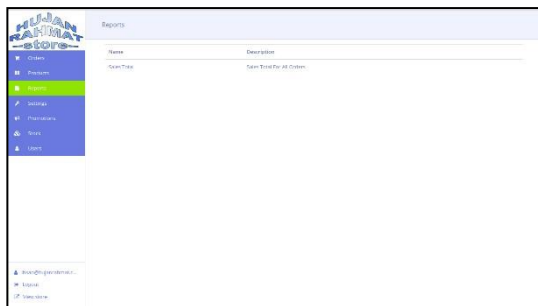 HUJAN
RAHMAT
store
Reports
Name Description
Sales Total Sales Total For All Orders
Orders
Products
Reports
Settings
Promotions
Users
Logout
View store